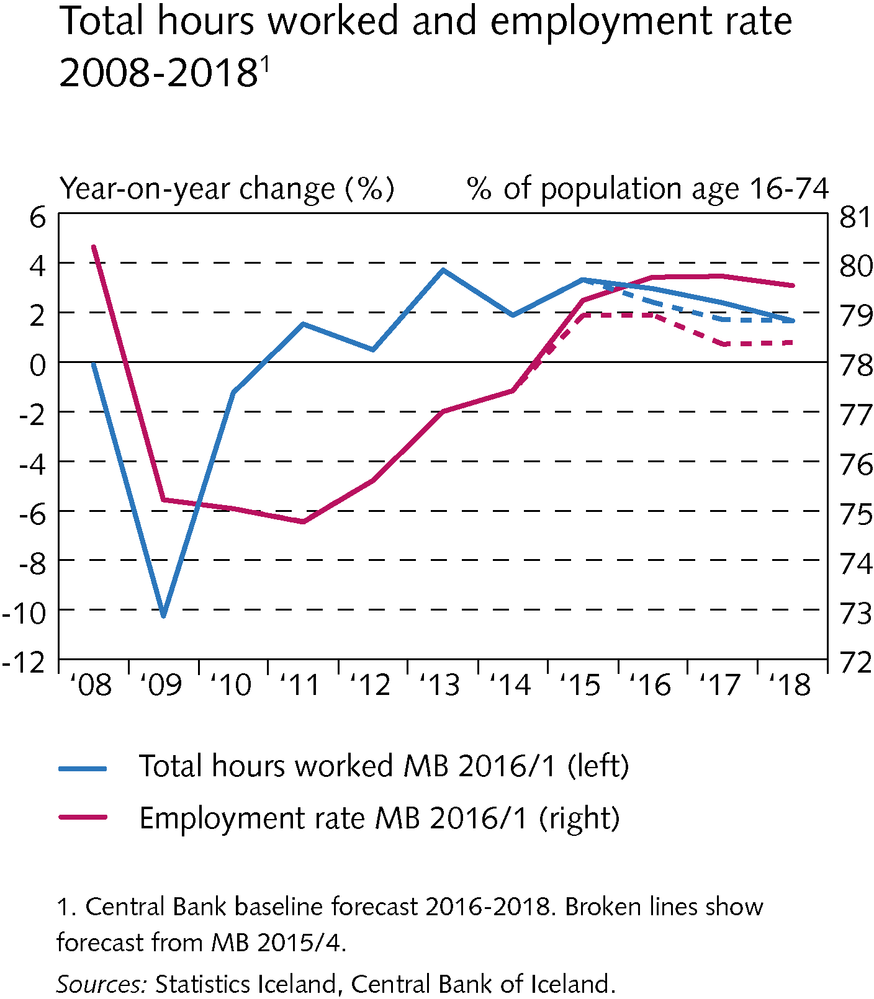 Total hours worked and employment rate
2008-2018¹
Year-on-year change (%) % of population age 16-74
6 81
4 80
2 79
0 78
-2 77
-4 76
-6 75
-8 74
-10 73
-12 72
‘08 ‘09 ‘10 ‘11 ‘12 ‘13 ‘14 ‘15 ‘16 ‘17 ‘18
Total hours worked MB 2016/1 (left)
Employment rate MB 2016/1 (right)
1. Central Bank baseline forecast 2016-2018. Broken lines show
forecast from MB 2015/4.
Sources: Statistics Iceland, Central Bank of Iceland.